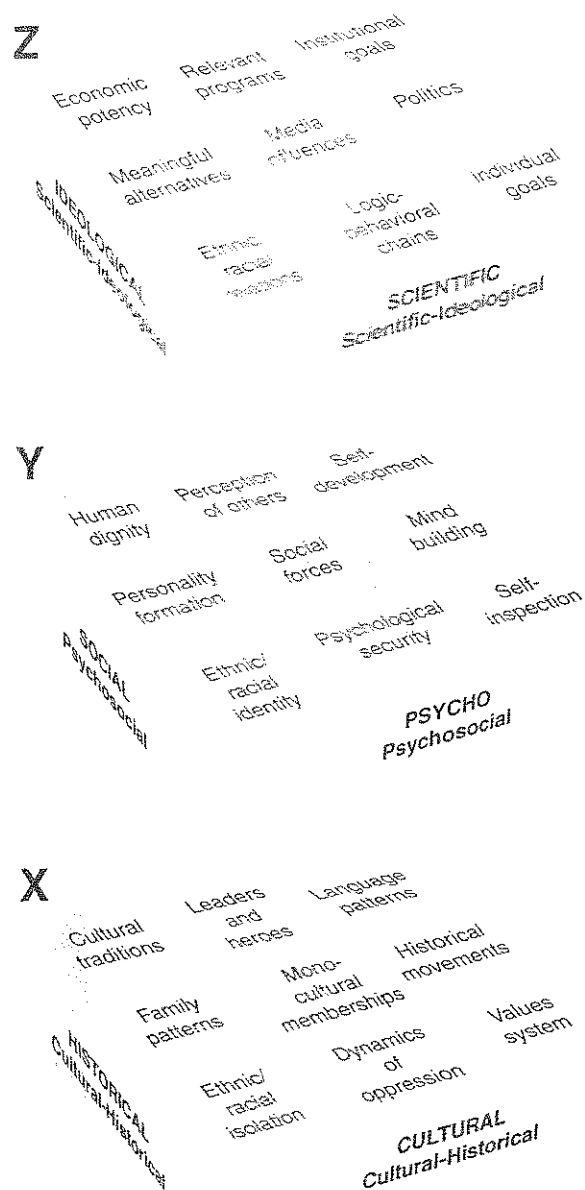 Z
Economic
potency
Relevant
programs
Institutional
goals
Meaningful
alternatives
Media
influences
Politics
Ethnic
racial
Logic-
behavioral
chains
Individual
goals
IDEOLOGICAL
Scientific-Ideological
SCIENTIFIC
Scientific-Ideological
Y
Human
dignity
Perception
of others
Self-
development
Personality
formation
Social
forces
Mind
building
Ethnic/
racial
identity
Psychological
security
Self-
inspection
SOCIAL
Psychosocial
PSYCHO
Psychosocial
X
Cultural
traditions
Leaders
and
heroes
Language
patterns
Family
patterns
Mono-
cultural
memberships
Historical
movements
Ethnic/
racial
isolation
Dynamics
of
oppression
Values
system
HISTORICAL
Cultural-Historical
CULTURAL
Cultural-Historical